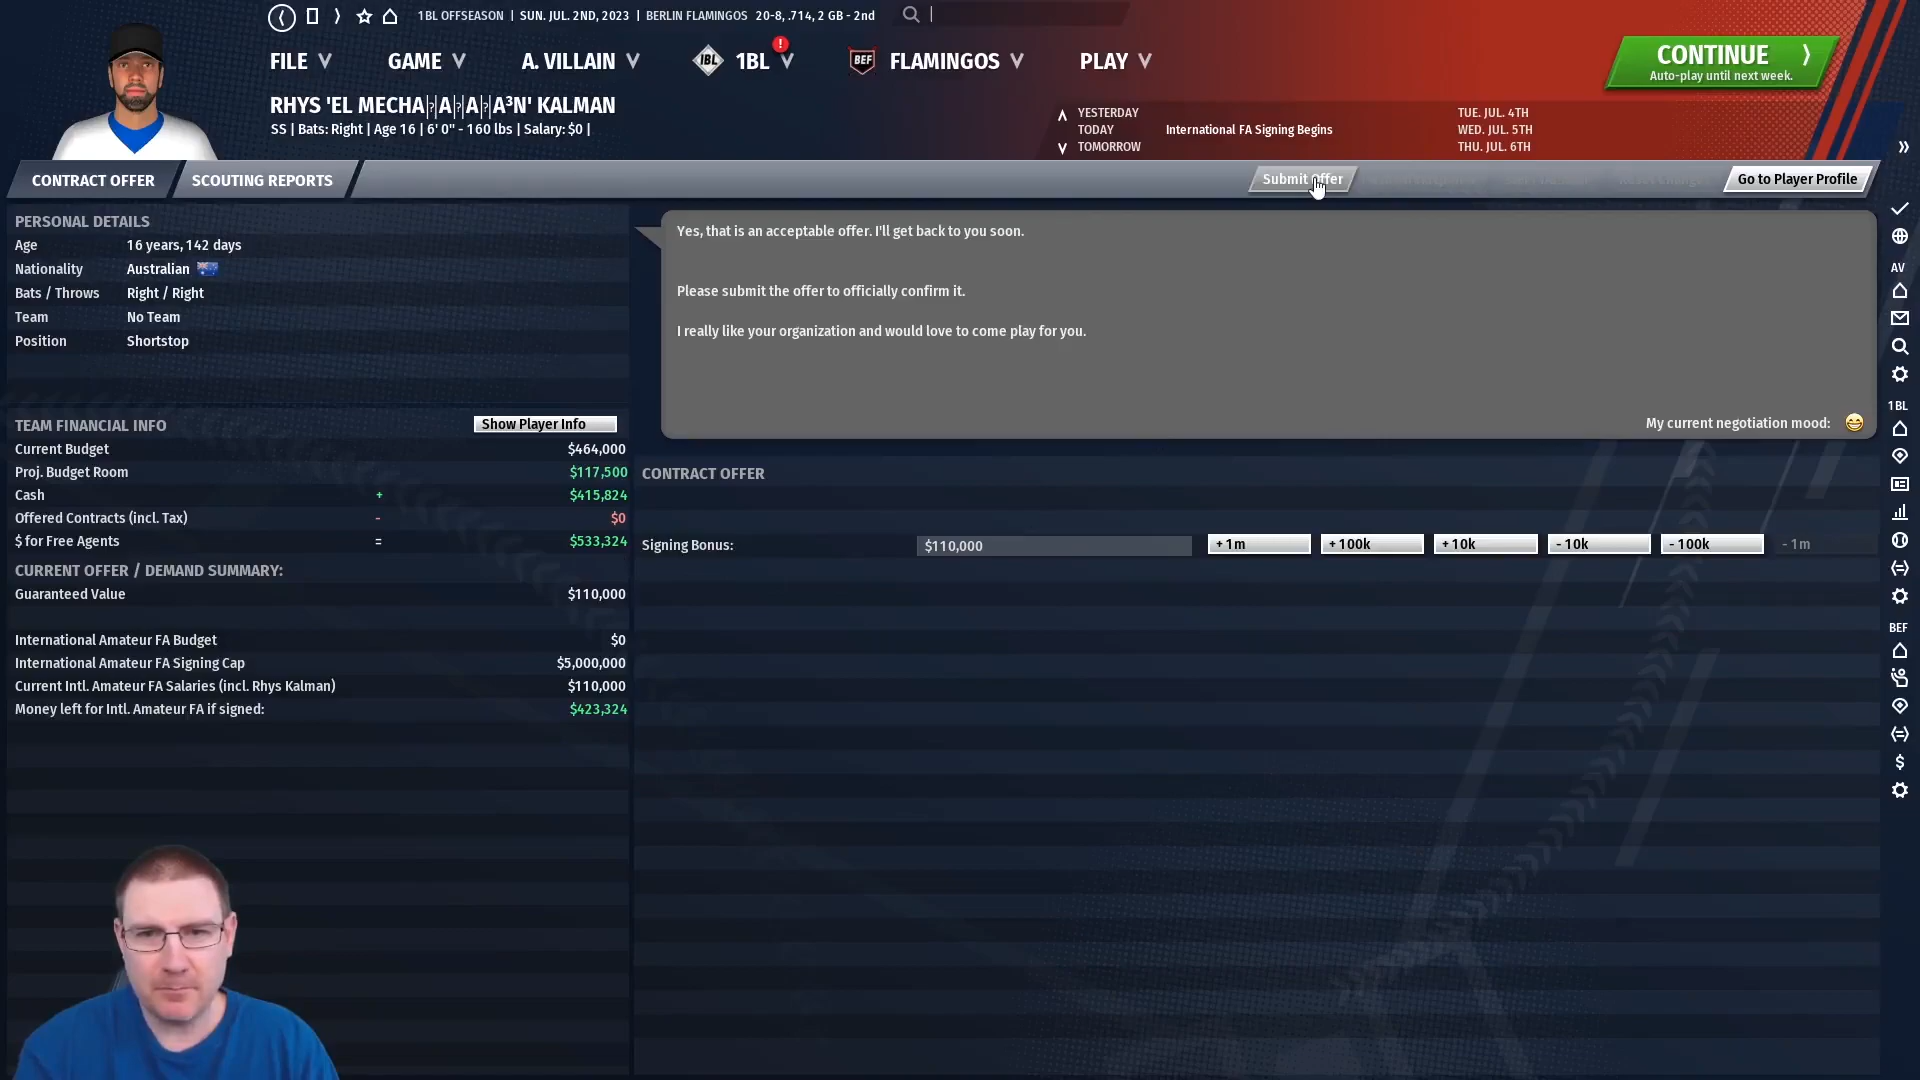 1BL OFFSEASON | SUN. JUL. 2ND, 2023 | BERLIN FLAMINGOS 20-8, .714, 2 GB - 2nd
FILE GAME A. VILLAIN 1BL FLAMINGOS PLAY
CONTINUE
Auto-play until next week.
RHYS 'EL MECHA?A?A?A³N' KALMAN
SS | Bats: Right | Age 16 | 6' 0" - 160 lbs | Salary: $0 |
YESTERDAY TUE. JUL. 4TH
TODAY International FA Signing Begins WED. JUL. 5TH
TOMORROW THU. JUL. 6TH
CONTRACT OFFER SCOUTING REPORTS Submit Offer Go to Player Profile
PERSONAL DETAILS
Age 16 years, 142 days
Nationality Australian
Bats / Throws Right / Right
Team No Team
Position Shortstop
Yes, that is an acceptable offer. I'll get back to you soon.
Please submit the offer to officially confirm it.
I really like your organization and would love to come play for you.
My current negotiation mood:
TEAM FINANCIAL INFO Show Player Info
Current Budget $464,000
Proj. Budget Room $117,500
Cash + $415,824
Offered Contracts (incl. Tax) - $0
$ for Free Agents = $533,324
CURRENT OFFER / DEMAND SUMMARY:
Guaranteed Value $110,000
International Amateur FA Budget $0
International Amateur FA Signing Cap $5,000,000
Current Intl. Amateur FA Salaries (incl. Rhys Kalman) $110,000
Money left for Intl. Amateur FA if signed: $423,324
CONTRACT OFFER
Signing Bonus: $110,000 + 1m + 100k + 10k - 10k - 100k - 1m
AV
1BL
BEF